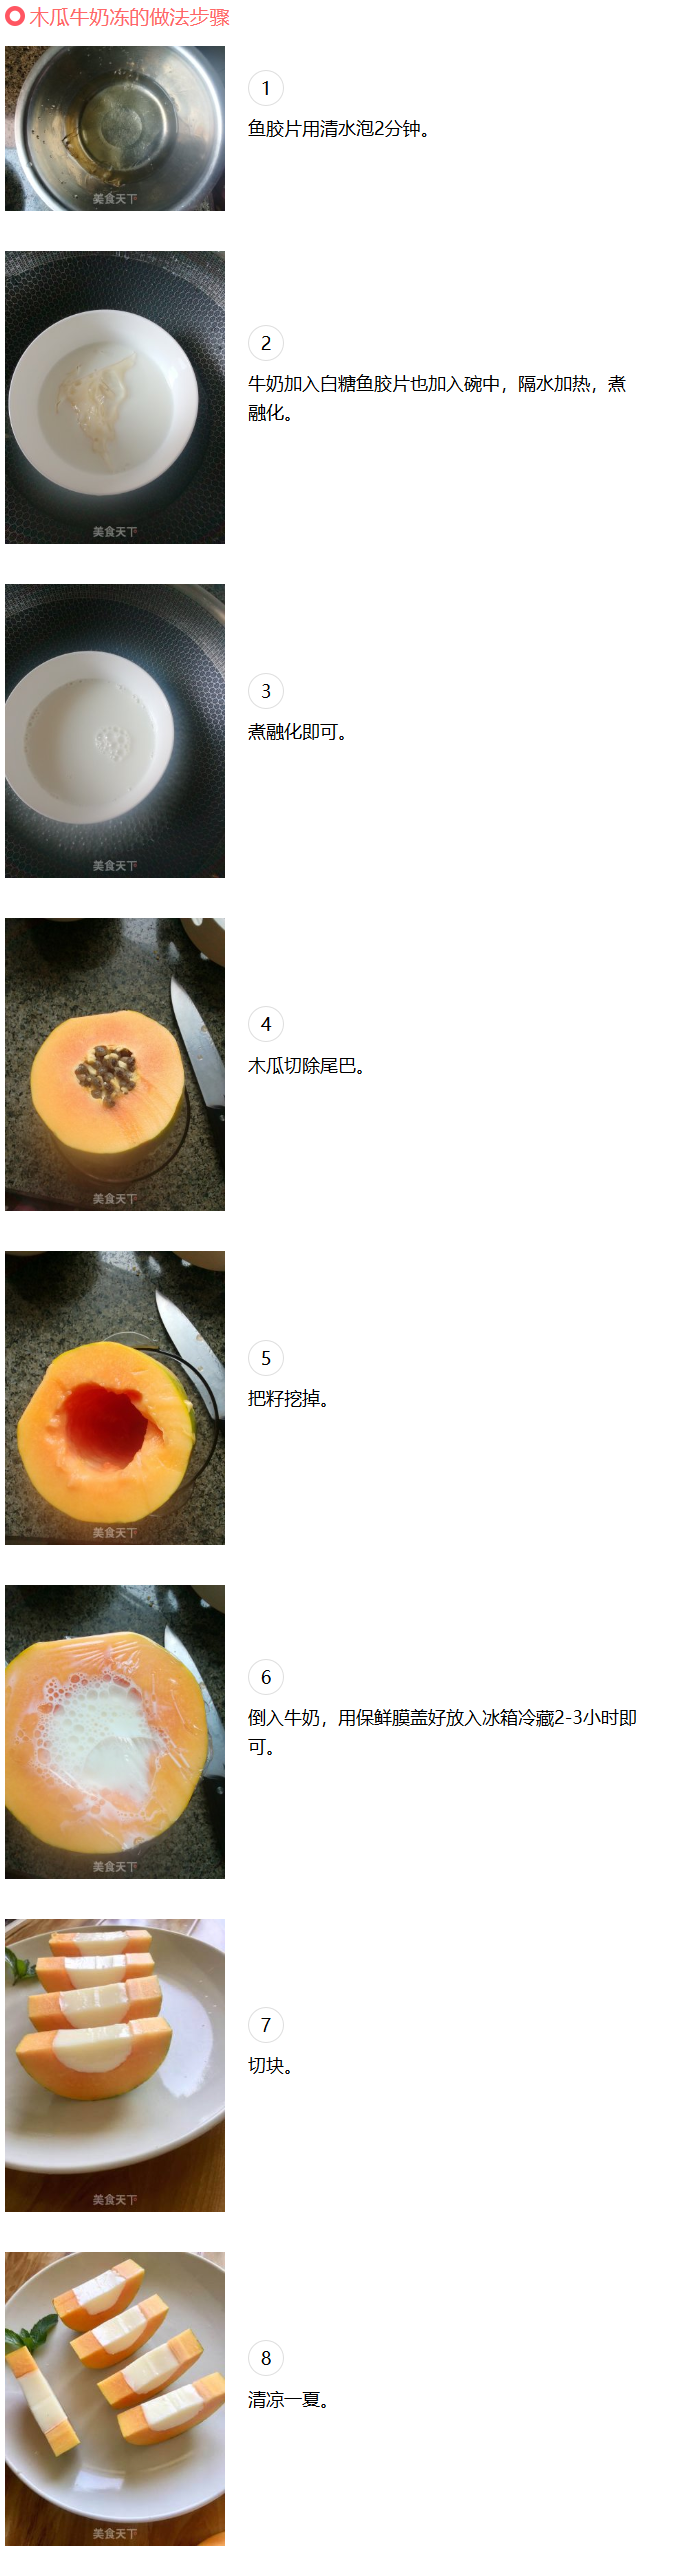 木瓜牛奶冻的做法步骤
1
鱼胶片用清水泡2分钟。
美食天下
2
牛奶加入白糖鱼胶片也加入碗中，隔水加热，煮
融化。
美食天下
3
煮融化即可。
美食天下
4
木瓜切除尾巴。
美食天下
5
把籽挖掉。
美食天下
6
倒入牛奶，用保鲜膜盖好放入冰箱冷藏2-3小时即
可。
美食天下
7
切块。
美食天下
8
清凉一夏。
美食天下